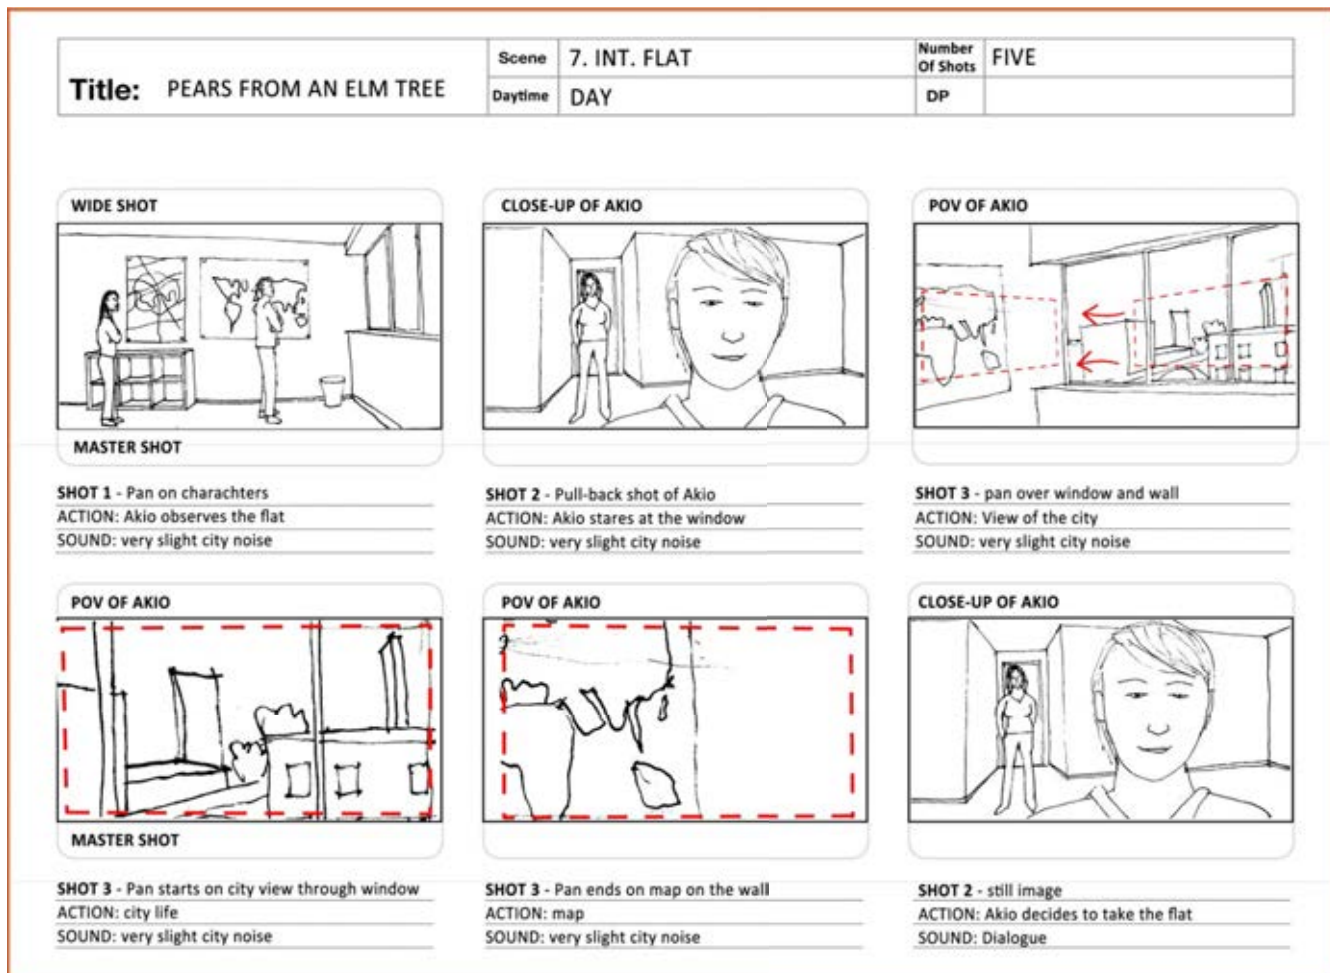 Title: PEARS FROM AN ELM TREE
Scene 7. INT. FLAT
Number Of Shots FIVE
Daytime DAY
DP
WIDE SHOT
MASTER SHOT
SHOT 1 - Pan on charachters
ACTION: Akio observes the flat
SOUND: very slight city noise
CLOSE-UP OF AKIO
SHOT 2 - Pull-back shot of Akio
ACTION: Akio stares at the window
SOUND: very slight city noise
POV OF AKIO
SHOT 3 - pan over window and wall
ACTION: View of the city
SOUND: very slight city noise
POV OF AKIO
MASTER SHOT
SHOT 3 - Pan starts on city view through window
ACTION: city life
SOUND: very slight city noise
POV OF AKIO
SHOT 3 - Pan ends on map on the wall
ACTION: map
SOUND: very slight city noise
CLOSE-UP OF AKIO
SHOT 2 - still image
ACTION: Akio decides to take the flat
SOUND: Dialogue